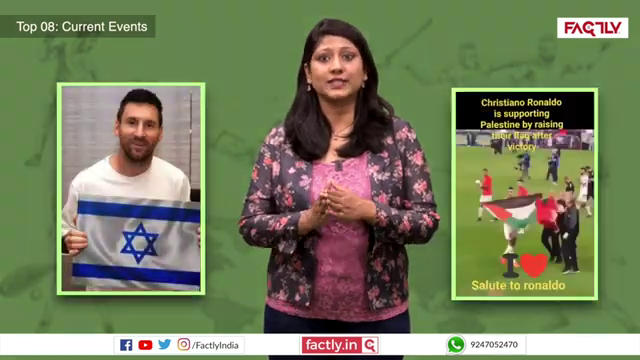 Top 08: Current Events
FACTLY
Christiano Ronaldo
is supporting
Palestine by raising
their flag after
victory
I
Salute to ronaldo
/FactlyIndia
factly.in
9247052470